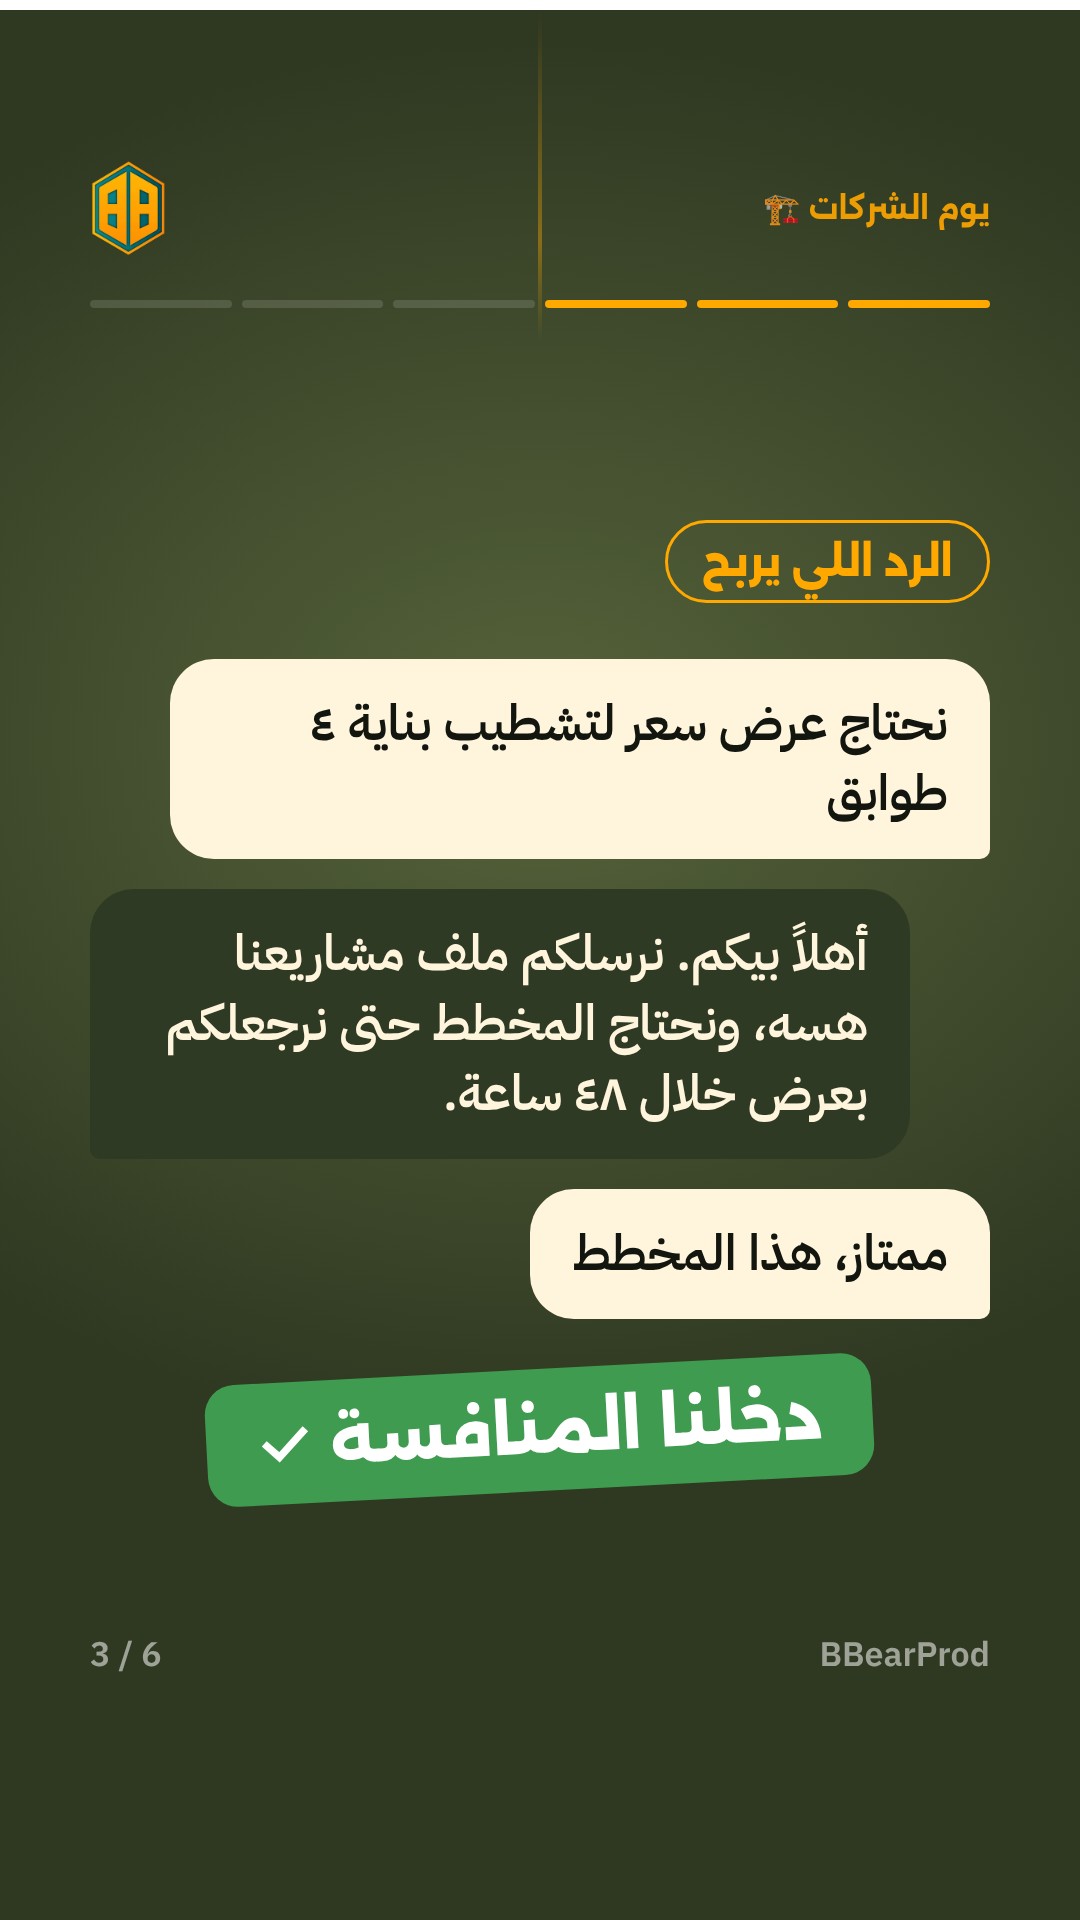 يوم الشركات 🏗️
BB
الرد اللي يربح
نحتاج عرض سعر لتشطيب بناية ٤
طوابق
أهلاً بيكم. نرسلكم ملف مشاريعنا
هسه، ونحتاج المخطط حتى نرجعلكم
بعرض خلال ٤٨ ساعة.
ممتاز، هذا المخطط
دخلنا المنافسة ✓
BBearProd
3 / 6